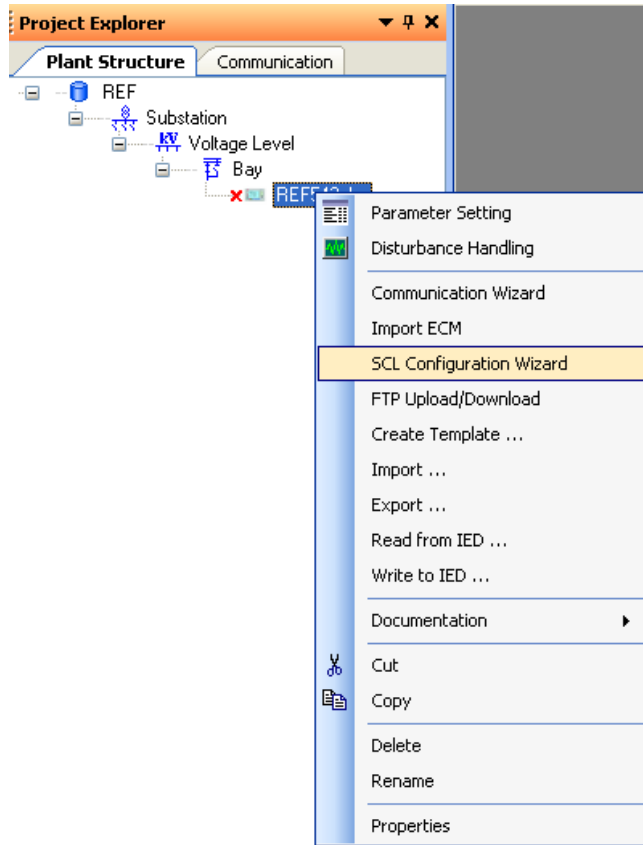 Project Explorer
Plant Structure
Communication
REF
Substation
kV Voltage Level
Bay
Parameter Setting
Disturbance Handling
Communication Wizard
Import ECM
SCL Configuration Wizard
FTP Upload/Download
Create Template ...
Import ...
Export ...
Read from IED ...
Write to IED ...
Documentation
Cut
Copy
Delete
Rename
Properties